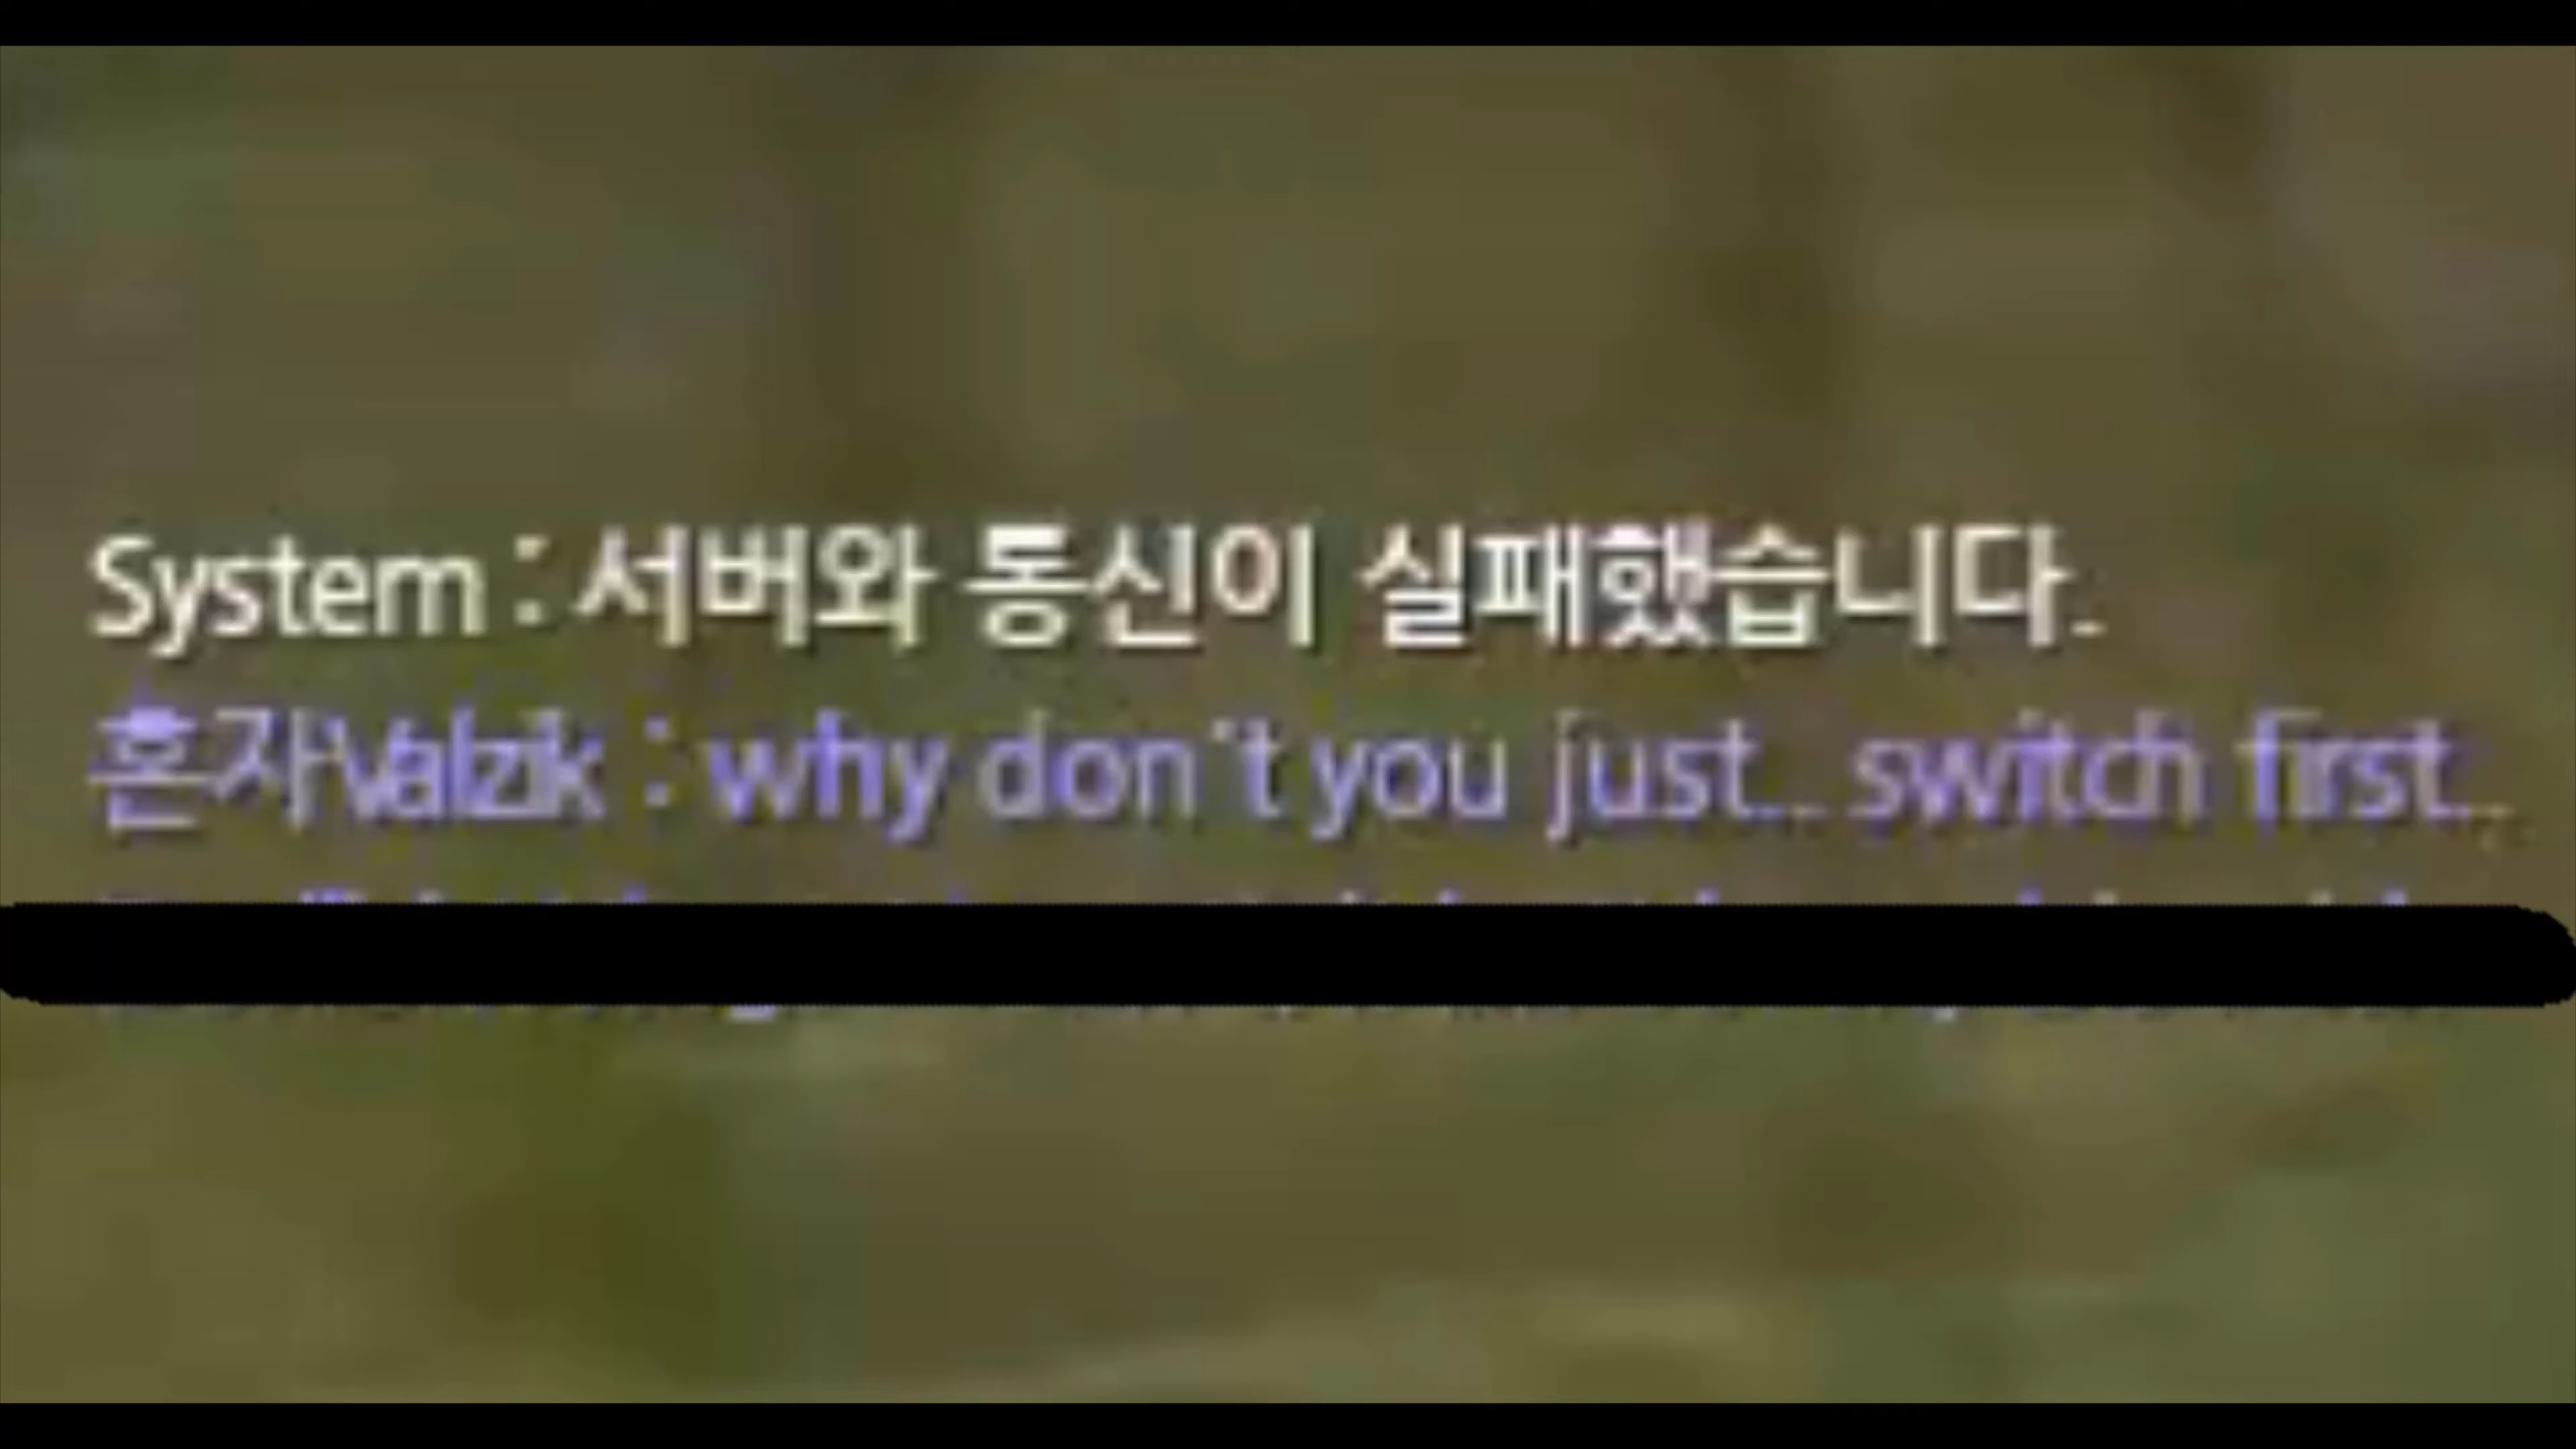 System : 서버와 통신이 실패했습니다.
혼자Valzik : why don't you just... switch first...